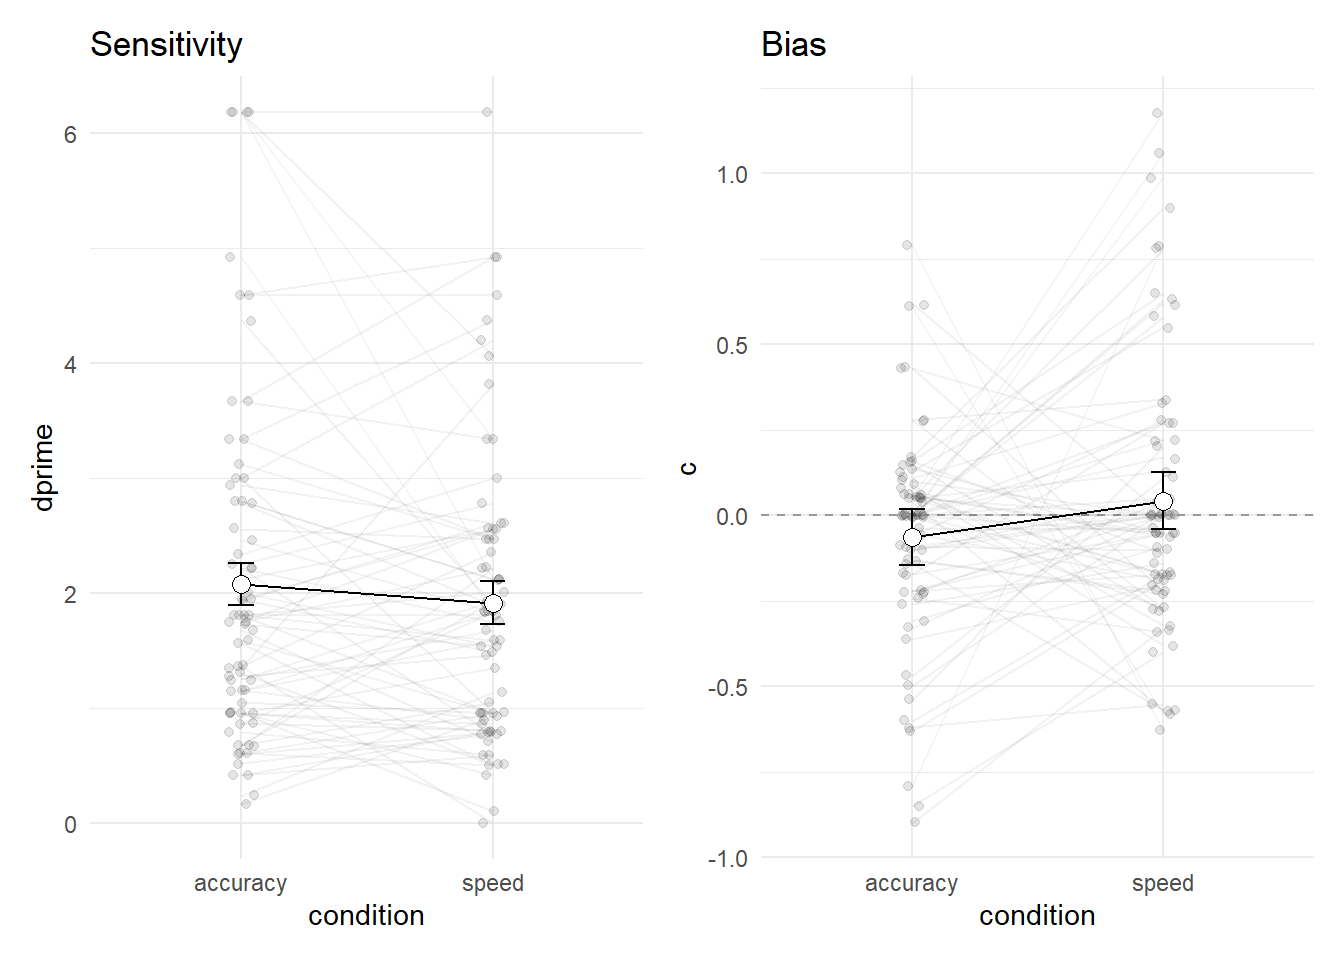 Sensitivity
6
4
2
0
dprime
accuracy
speed
condition
Bias
1.0
0.5
0.0
-0.5
-1.0
c
accuracy
speed
condition